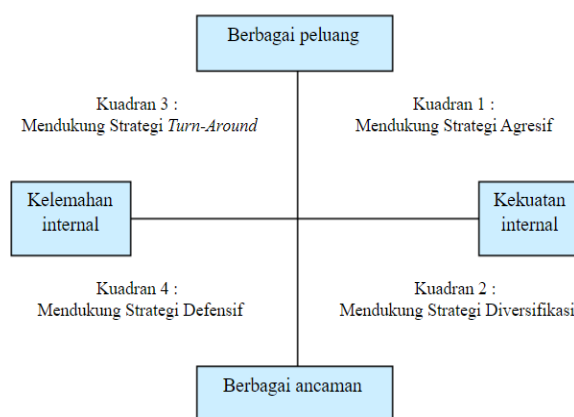 Berbagai peluang
Kuadran 3 :
Mendukung Strategi Turn-Around
Kuadran 1 :
Mendukung Strategi Agresif
Kelemahan
internal
Kekuatan
internal
Kuadran 4 :
Mendukung Strategi Defensif
Kuadran 2 :
Mendukung Strategi Diversifikasi
Berbagai ancaman